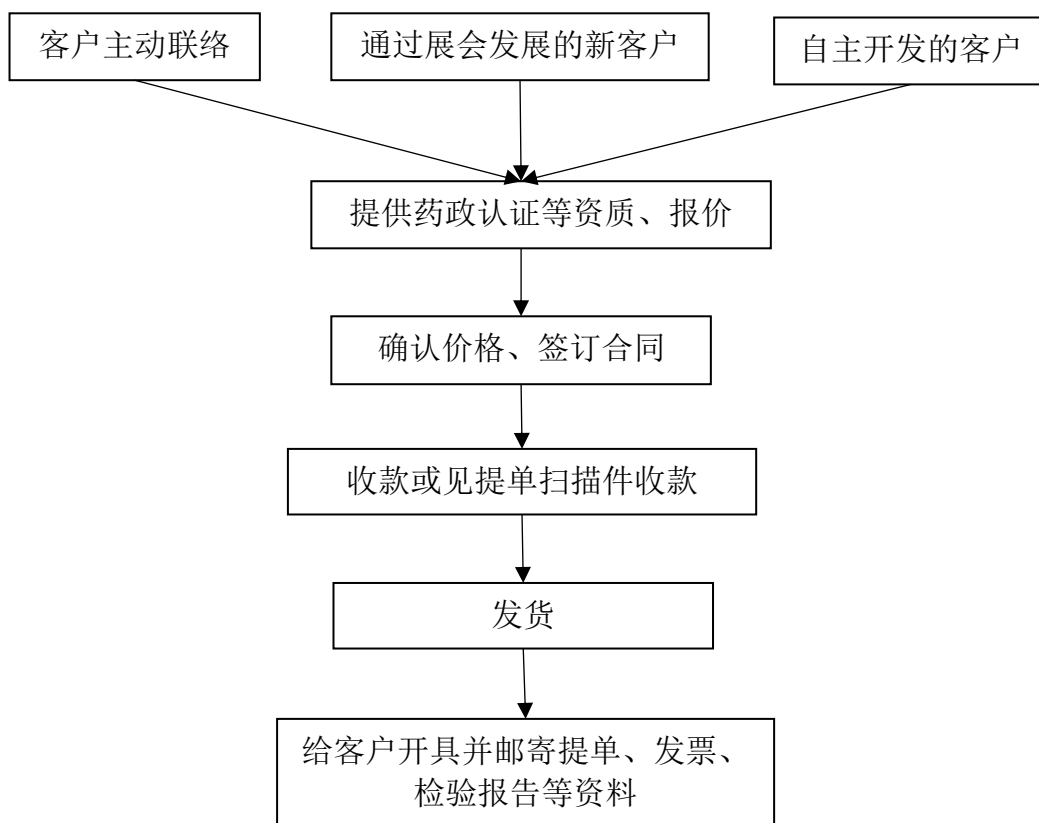 客户主动联络
通过展会发展的新客户
自主开发的客户
提供药政认证等资质、报价
确认价格、签订合同
收款或见提单扫描件收款
发货
给客户开具并邮寄提单、发票、
检验报告等资料